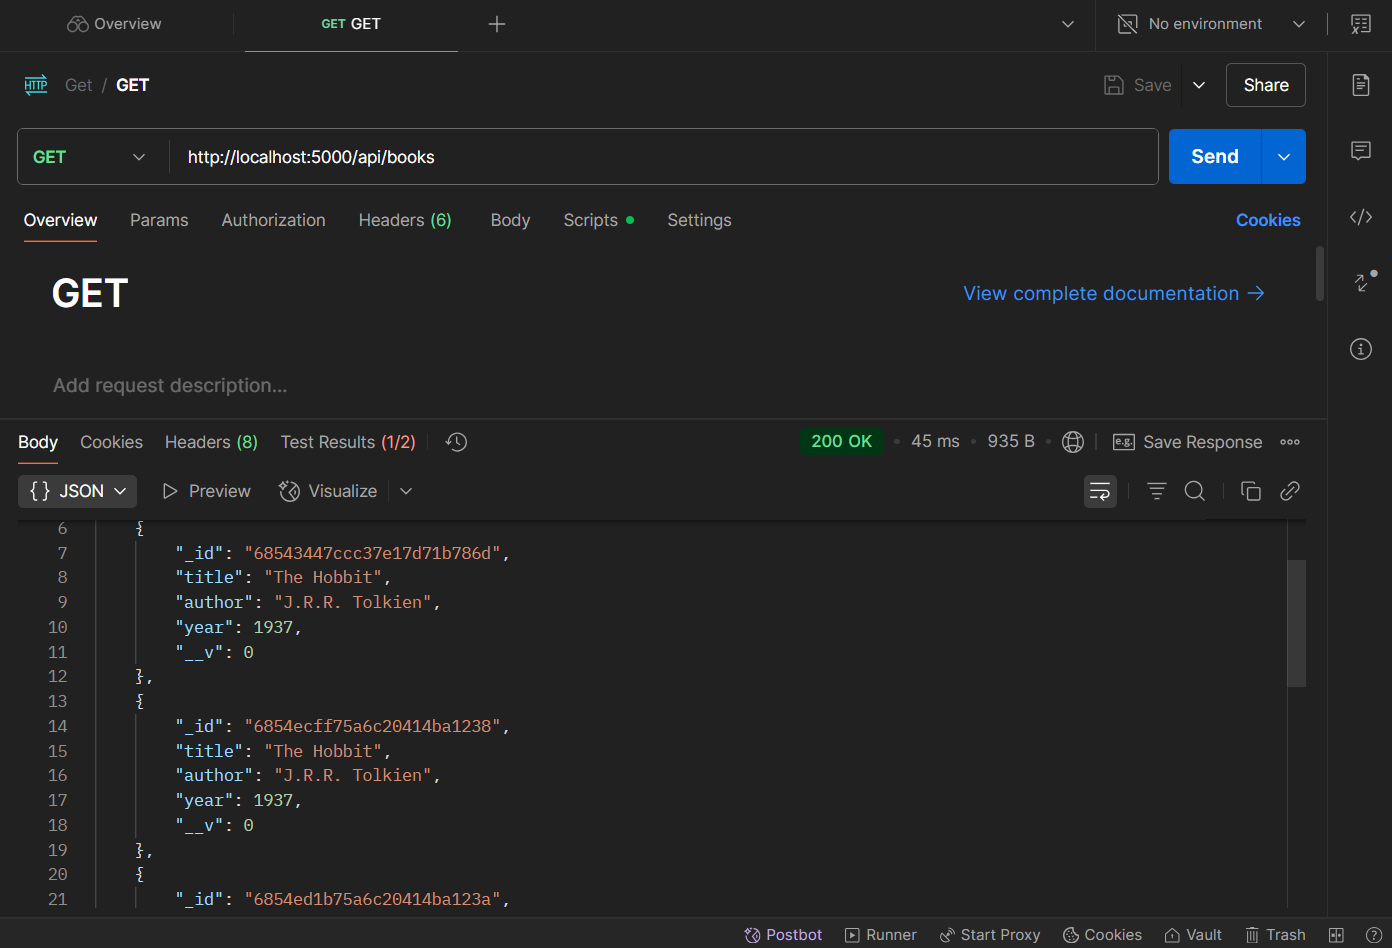 Overview
GET GET
No environment
HTTP Get / GET
Save
Share
GET http://localhost:5000/api/books
Send
Overview Params Authorization Headers (6) Body Scripts Settings Cookies
GET
View complete documentation →
Add request description...
Body Cookies Headers (8) Test Results (1/2)
200 OK • 45 ms • 935 B •
e.g. Save Response
{} JSON Preview Visualize
6 {
7 "_id": "68543447ccc37e17d71b786d",
8 "title": "The Hobbit",
9 "author": "J.R.R. Tolkien",
10 "year": 1937,
11 "__v": 0
12 },
13 {
14 "_id": "6854ecff75a6c20414ba1238",
15 "title": "The Hobbit",
16 "author": "J.R.R. Tolkien",
17 "year": 1937,
18 "__v": 0
19 },
20 {
21 "_id": "6854ed1b75a6c20414ba123a",
Postbot Runner Start Proxy Cookies Vault Trash